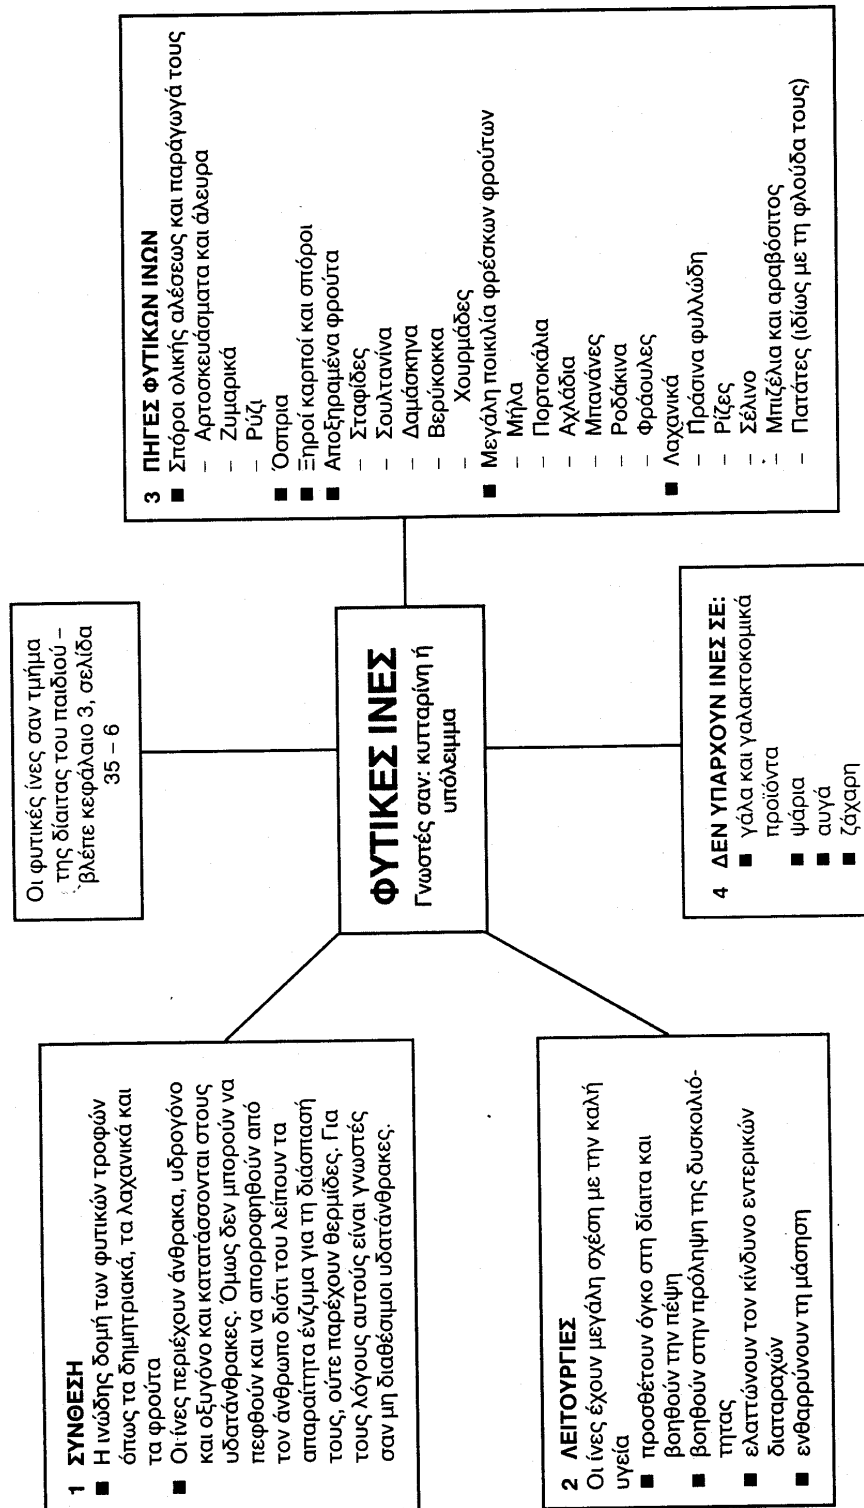 Οι φυτικές ίνες σαν τμήμα
της δίαιτας του παιδιού –
βλέπε κεφάλαιο 3, σελίδα
35 – 6
ΦΥΤΙΚΕΣ ΙΝΕΣ
Γνωστές σαν: κυτταρίνη ή
υπόλειμμα
1 ΣΥΝΘΕΣΗ
■ Η ινώδης δομή των φυτικών τροφών
όπως τα δημητριακά, τα λαχανικά και
τα φρούτα
■ Οι ίνες περιέχουν άνθρακα, υδρογόνο
και οξυγόνο και κατατάσσονται στους
υδατάνθρακες. Όμως δεν μπορούν να
πεφθούν και να απορροφηθούν από
τον άνθρωπο διότι του λείπουν τα
απαραίτητα ένζυμα για τη διάσπασή
τους, ούτε παρέχουν θερμίδες. Για
τους λόγους αυτούς είναι γνωστές
σαν μη διαθέσιμοι υδατάνθρακες.
2 ΛΕΙΤΟΥΡΓΙΕΣ
Οι ίνες έχουν μεγάλη σχέση με την καλή
υγεία
■ προσθέτουν όγκο στη δίαιτα και
βοηθούν την πέψη
■ βοηθούν στην πρόληψη της δυσκοιλιό-
τητας
■ ελαττώνουν τον κίνδυνο εντερικών
διαταραχών
■ ενθαρρύνουν τη μάσηση
3 ΠΗΓΕΣ ΦΥΤΙΚΩΝ ΙΝΩΝ
■ Σπόροι ολικής αλέσεως και παράγωγά τους
– Αρτοσκευάσματα και άλευρα
– Ζυμαρικά
– Ρύζι
■ Όσπρια
■ Ξηροί καρποί και σπόροι
■ Αποξηραμένα φρούτα
– Σταφίδες
– Σουλτανίνα
– Δαμάσκηνα
– Βερύκοκκα
– Χουρμάδες
■ Μεγάλη ποικιλία φρέσκων φρούτων
– Μήλα
– Πορτοκάλια
– Αχλάδια
– Μπανάνες
– Ροδάκινα
– Φράουλες
■ Λαχανικά
– Πράσινα φυλλώδη
– Ρίζες
– Σέλινο
– Μπιζέλια και αραβόσιτος
– Πατάτες (ιδίως με τη φλούδα τους)
4 ΔΕΝ ΥΠΑΡΧΟΥΝ ΙΝΕΣ ΣΕ:
■ γάλα και γαλακτοκομικά
προϊόντα
■ ψάρια
■ αυγά
■ ζάχαρη